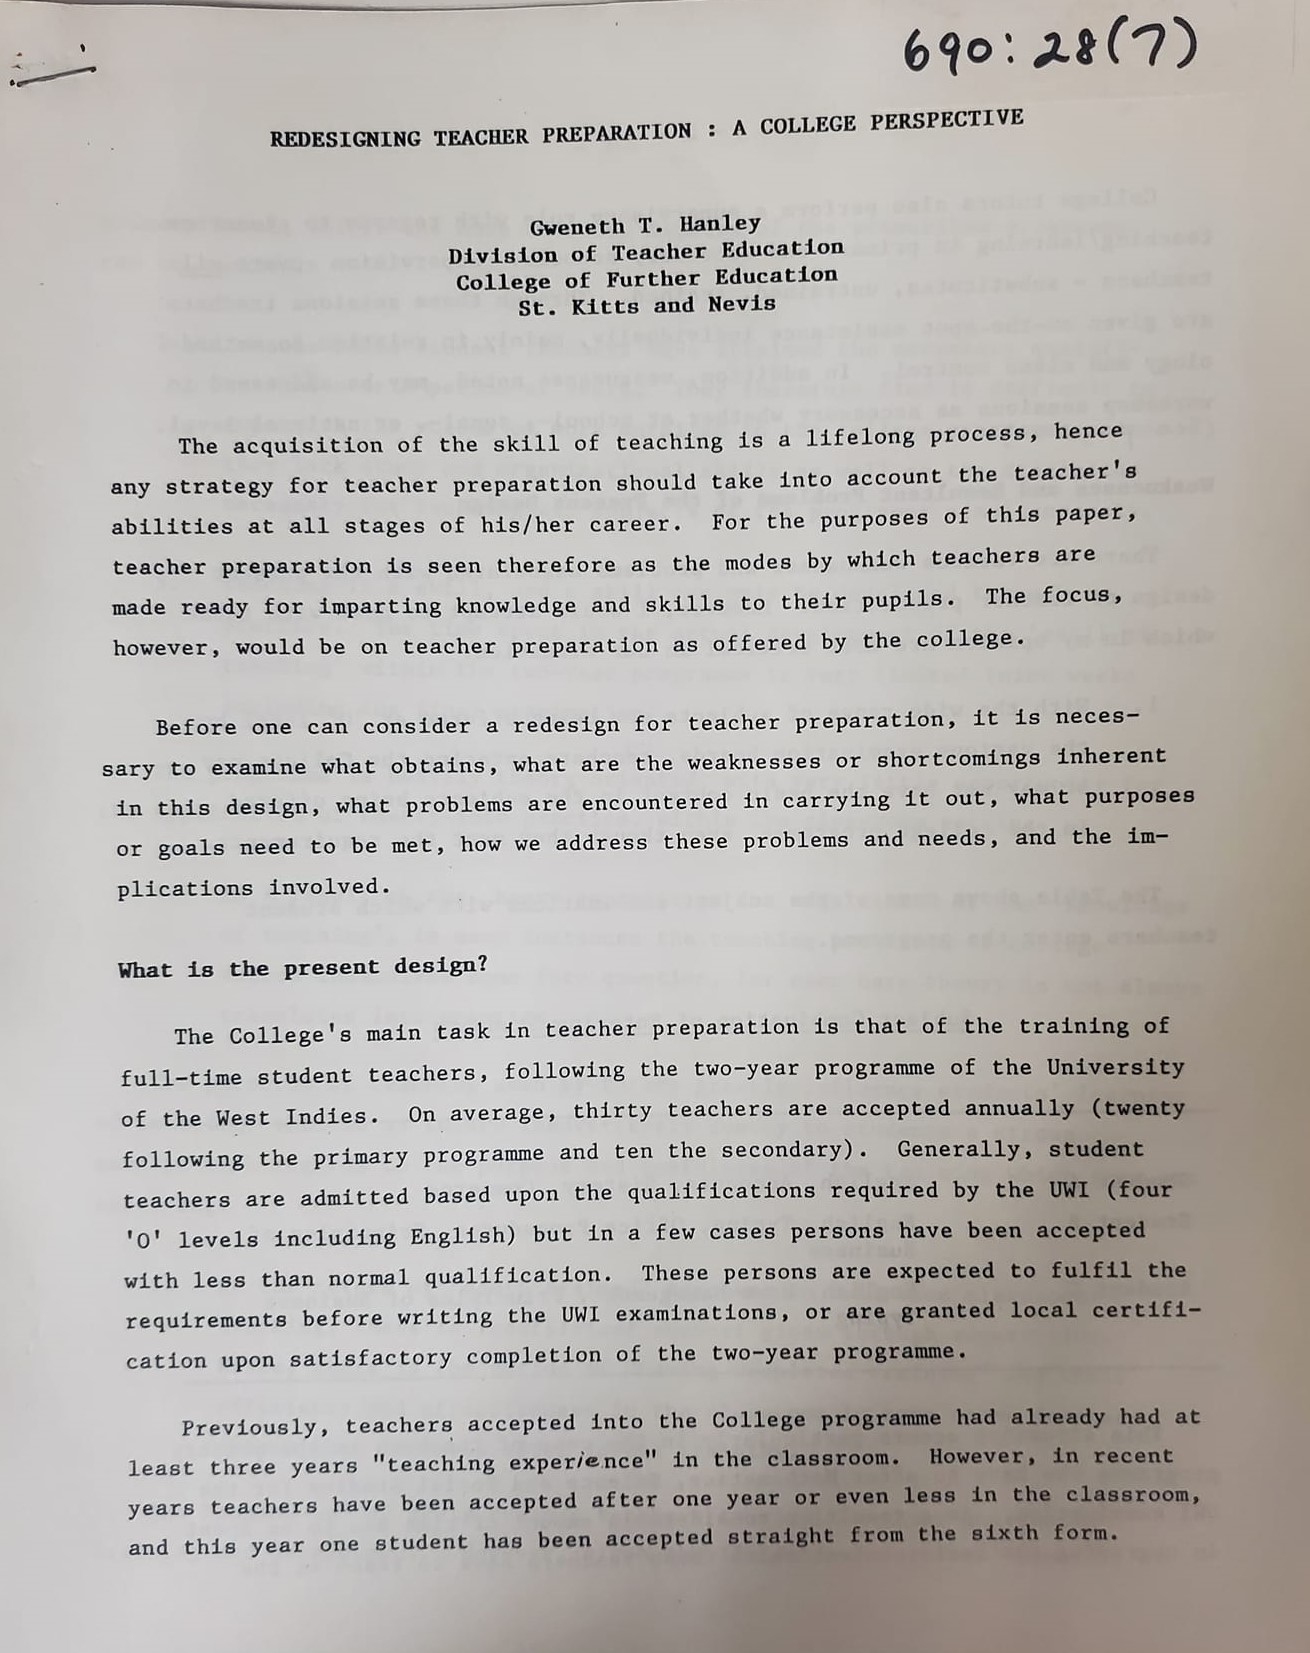 690: 28(7)
REDESIGNING TEACHER PREPARATION : A COLLEGE PERSPECTIVE
Gweneth T. Hanley
Division of Teacher Education
College of Further Education
St. Kitts and Nevis
The acquisition of the skill of teaching is a lifelong process, hence
any strategy for teacher preparation should take into account the teacher's
abilities at all stages of his/her career. For the purposes of this paper,
teacher preparation is seen therefore as the modes by which teachers are
made ready for imparting knowledge and skills to their pupils. The focus,
however, would be on teacher preparation as offered by the college.
Before one can consider a redesign for teacher preparation, it is neces-
sary to examine what obtains, what are the weaknesses or shortcomings inherent
in this design, what problems are encountered in carrying it out, what purposes
or goals need to be met, how we address these problems and needs, and the im-
plications involved.
What is the present design?
The College's main task in teacher preparation is that of the training of
full-time student teachers, following the two-year programme of the University
of the West Indies. On average, thirty teachers are accepted annually (twenty
following the primary programme and ten the secondary). Generally, student
teachers are admitted based upon the qualifications required by the UWI (four
'O' levels including English) but in a few cases persons have been accepted
with less than normal qualification. These persons are expected to fulfil the
requirements before writing the UWI examinations, or are granted local certifi-
cation upon satisfactory completion of the two-year programme.
Previously, teachers accepted into the College programme had already had at
least three years "teaching experience" in the classroom. However, in recent
years teachers have been accepted after one year or even less in the classroom,
and this year one student has been accepted straight from the sixth form.